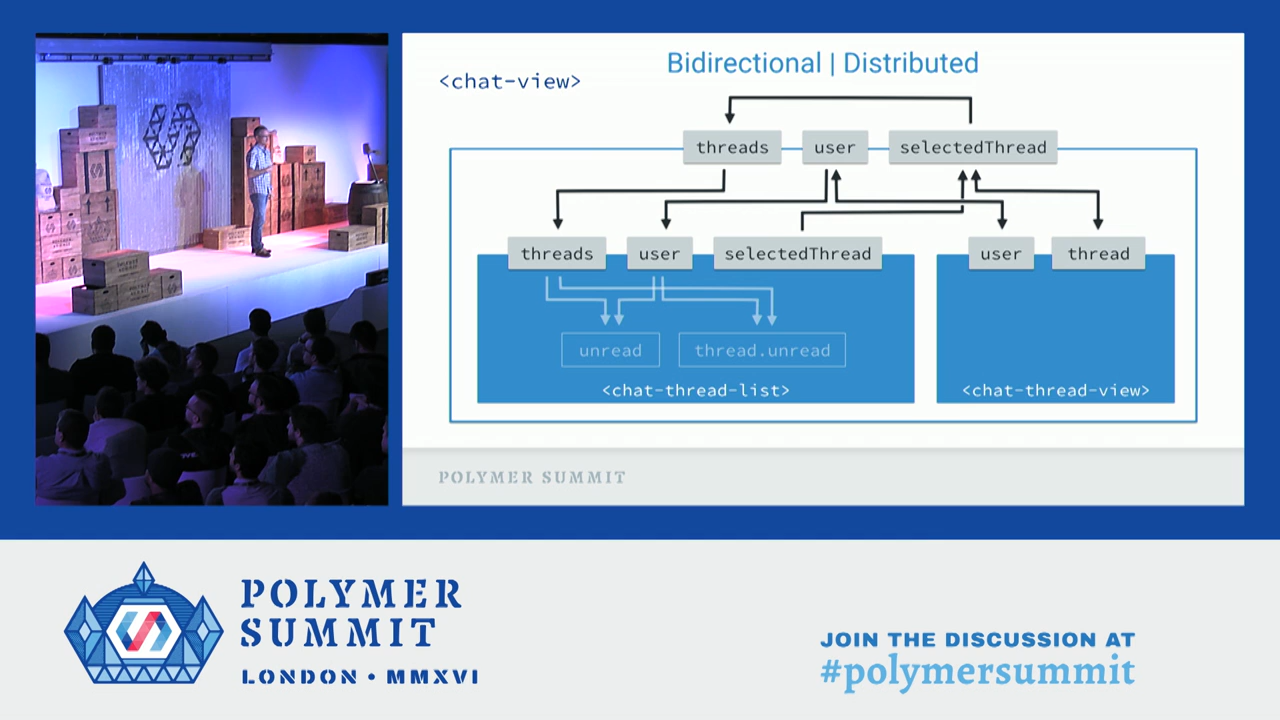 Bidirectional | Distributed
<chat-view>
threads
user
selectedThread
threads
user
selectedThread
user
thread
unread
thread.unread
<chat-thread-list>
<chat-thread-view>
POLYMER SUMMIT
POLYMER
SUMMIT
LONDON • MMXVI
JOIN THE DISCUSSION AT
#polymersummit